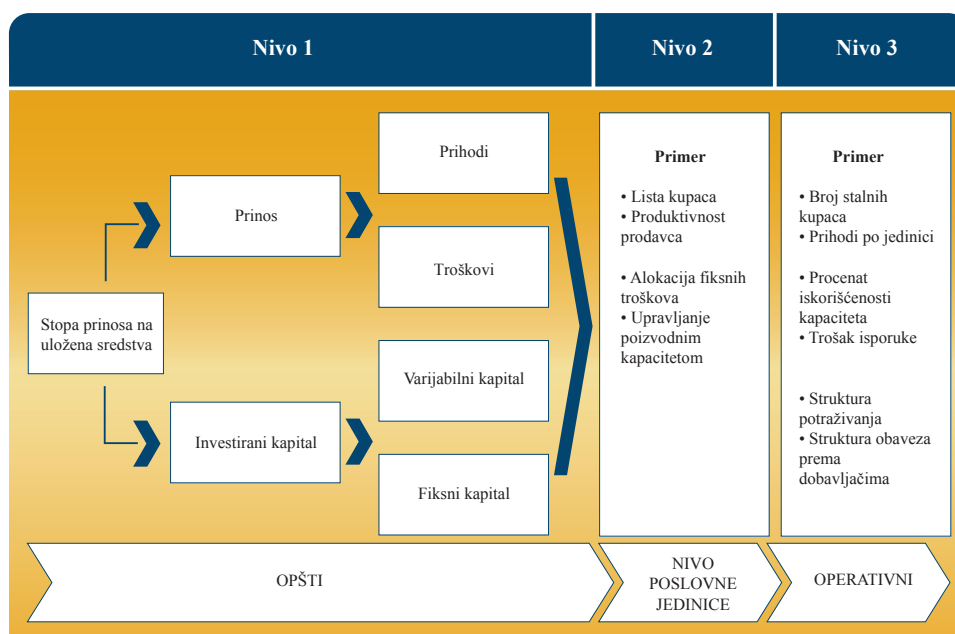 Nivo 1
Nivo 2
Nivo 3
Stopa prinosa na
uložena sredstva
Prinos
Investirani kapital
Prihodi
Troškovi
Varijabilni kapital
Fiksni kapital
Primer
• Lista kupaca
• Produktivnost
prodavca
• Alokacija fiksnih
troškova
• Upravljanje
poizvodnim
kapacitetom
Primer
• Broj stalnih
kupaca
• Prihodi po jedinici
• Procenat
iskorišćenosti
kapaciteta
• Trošak isporuke
• Struktura
potraživanja
• Struktura obaveza
prema
dobavljačima
OPŠTI
NIVO
POSLOVNE
JEDINICE
OPERATIVNI